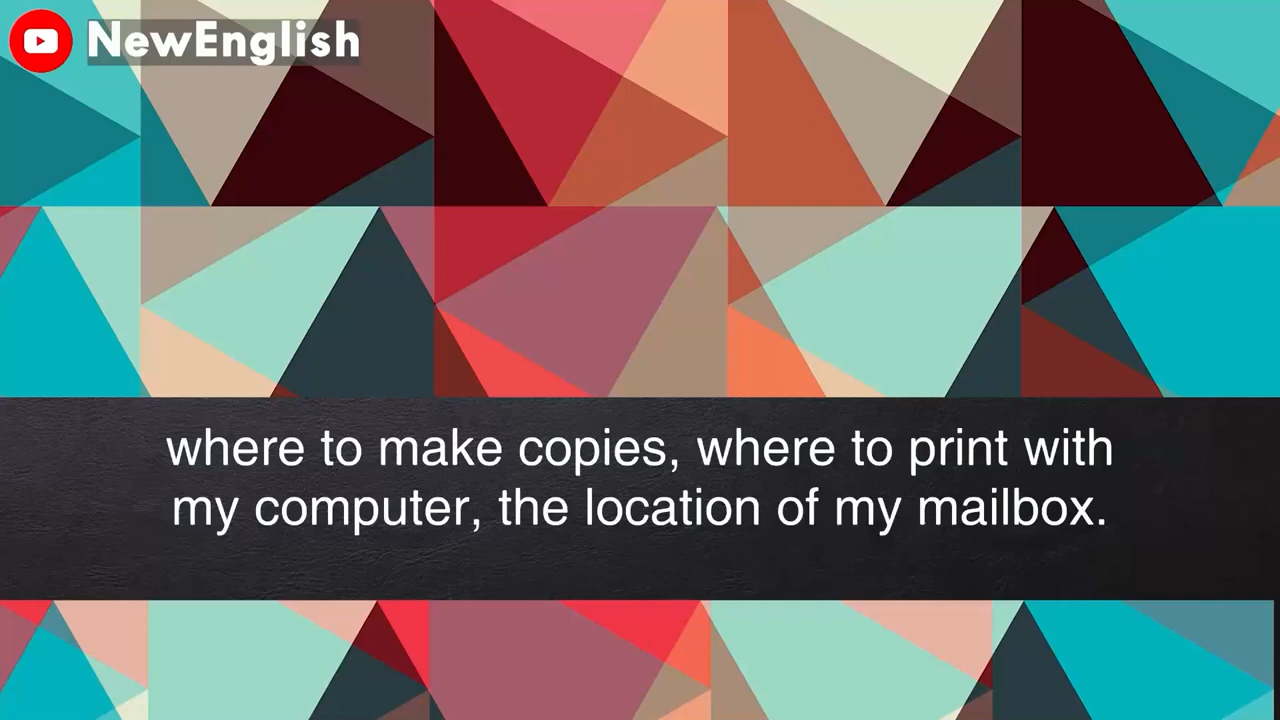 NewEnglish
where to make copies, where to print with
my computer, the location of my mailbox.